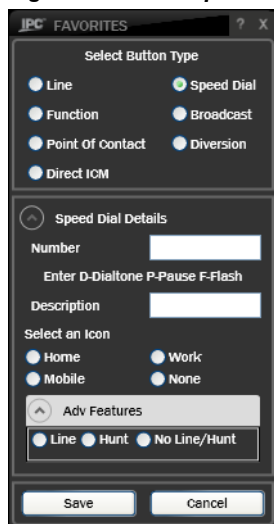 IPC FAVORITES ? X
Select Button Type
Line Speed Dial
Function Broadcast
Point Of Contact Diversion
Direct ICM
Speed Dial Details
Number
Enter D-Dialtone P-Pause F-Flash
Description
Select an Icon
Home Work
Mobile None
Adv Features
Line Hunt No Line/Hunt
Save Cancel